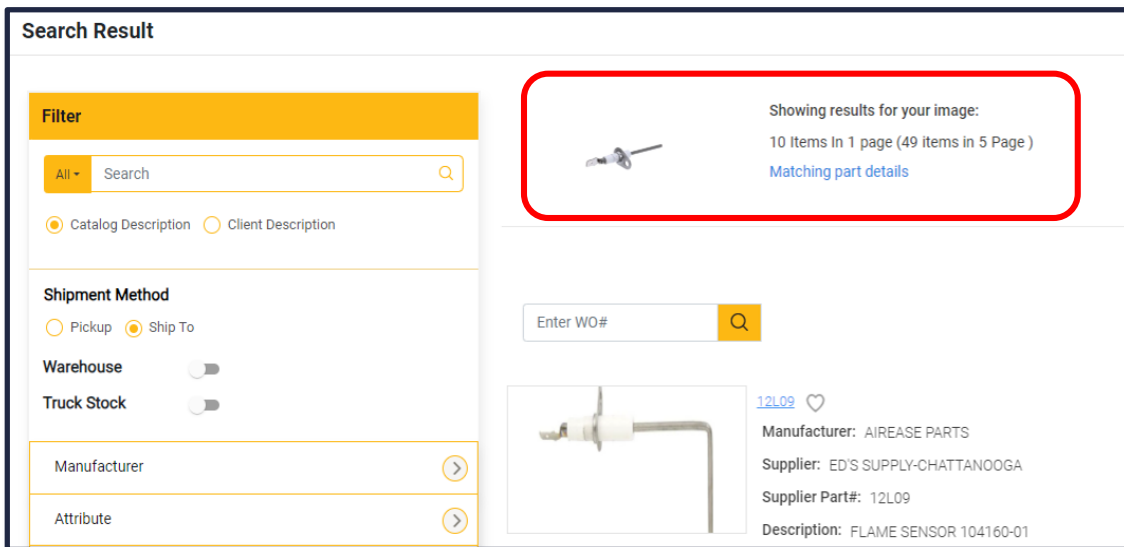 Search Result
Filter
All
Search
Catalog Description
Client Description
Shipment Method
Pickup
Ship To
Warehouse
Truck Stock
Manufacturer
Attribute
Showing results for your image:
10 Items In 1 page (49 items in 5 Page )
Matching part details
Enter WO#
12L09
Manufacturer: AIREASE PARTS
Supplier: ED'S SUPPLY-CHATTANOOGA
Supplier Part#: 12L09
Description: FLAME SENSOR 104160-01